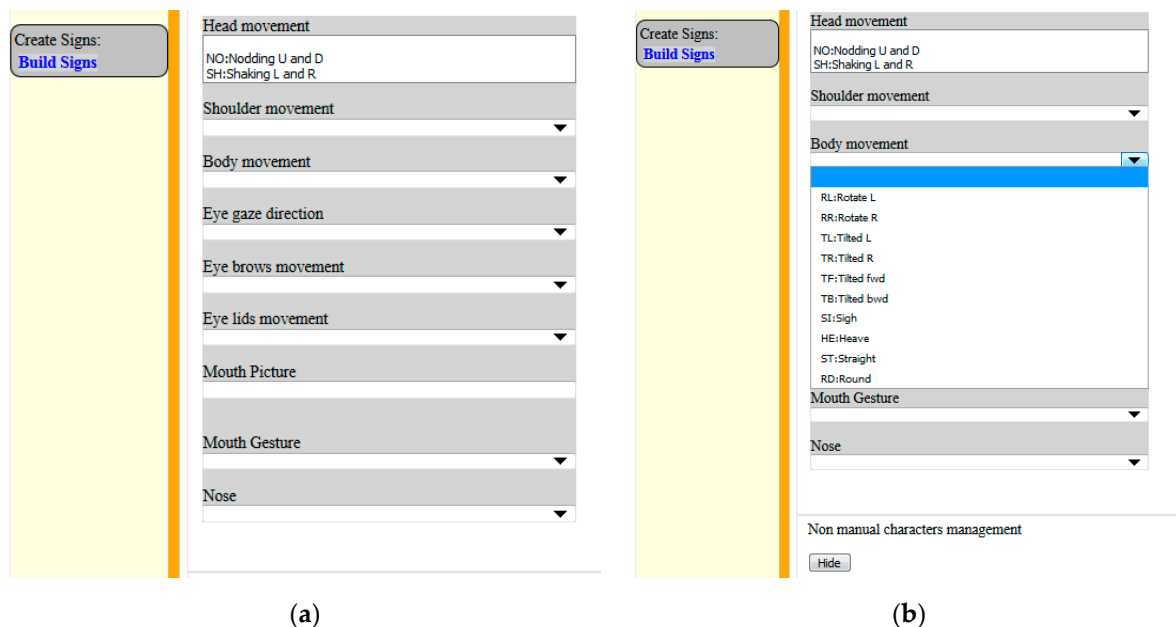 Create Signs:
Build Signs
Head movement
NO:Nodding U and D
SH:Shaking L and R
Shoulder movement
Body movement
Eye gaze direction
Eye brows movement
Eye lids movement
Mouth Picture
Mouth Gesture
Nose
(a)
Create Signs:
Build Signs
Head movement
NO:Nodding U and D
SH:Shaking L and R
Shoulder movement
Body movement
RL:Rotate L
RR:Rotate R
TL:Tilted L
TR:Tilted R
TF:Tilted fwd
TB:Tilted bwd
SI:Sigh
HE:Heave
ST:Straight
RD:Round
Mouth Gesture
Nose
Non manual characters management
Hide
(b)